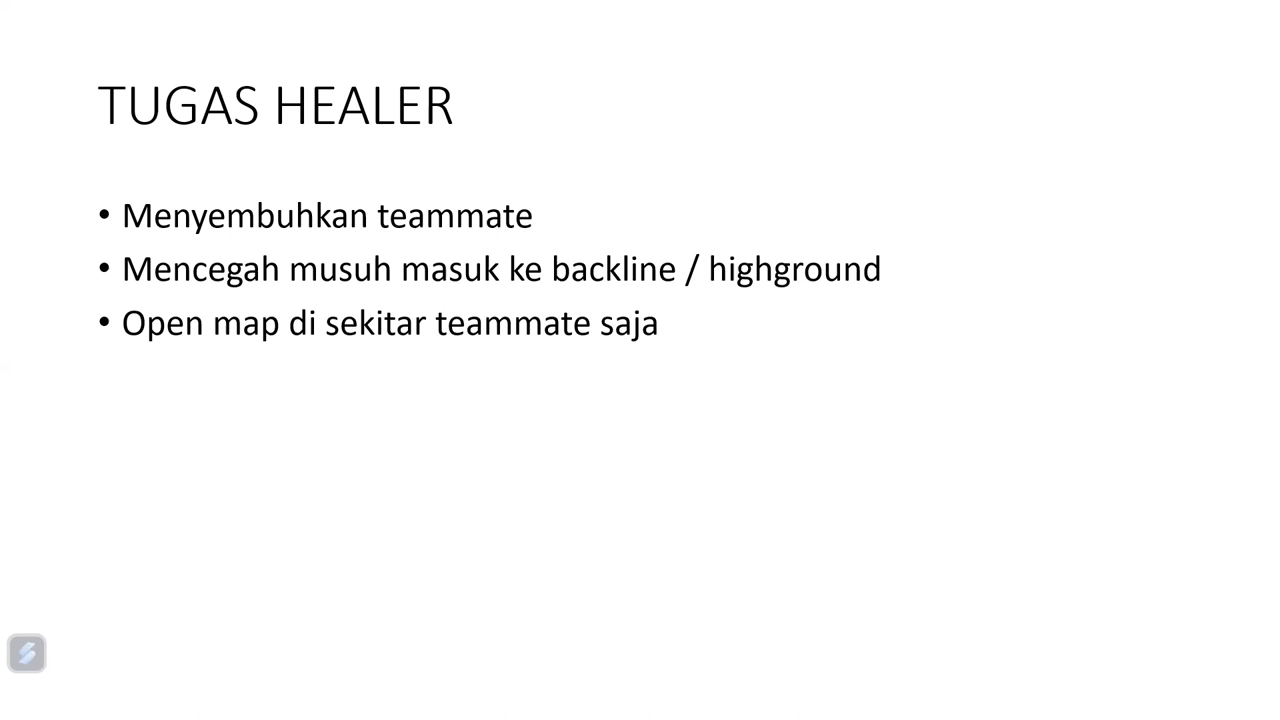 TUGAS HEALER
• Menyembuhkan teammate
• Mencegah musuh masuk ke backline / highground
• Open map di sekitar teammate saja